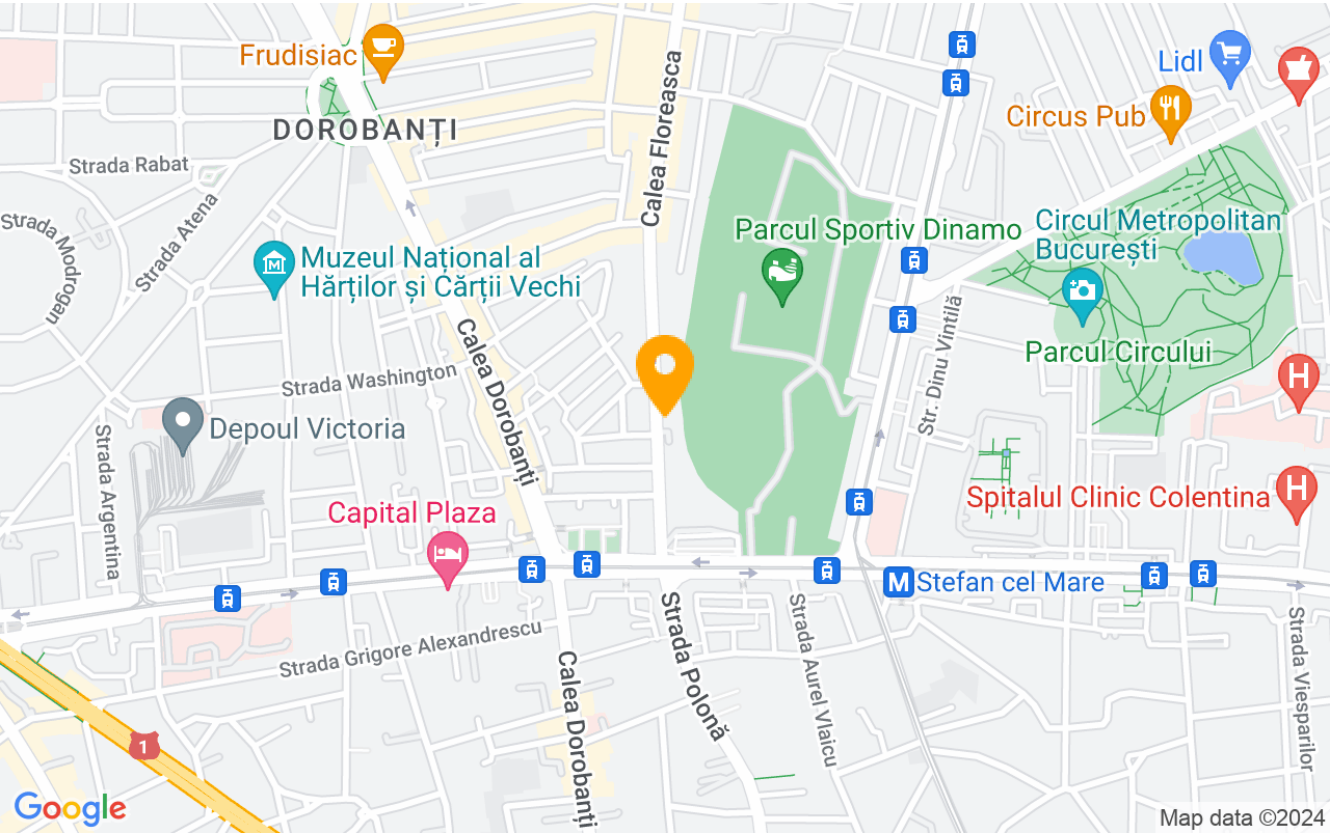 Frudisiac
Lidl
Circus Pub
DOROBANȚI
Calea Floreasca
Strada Rabat
Strada Atena
Strada Modrogan
Parcul Sportiv Dinamo
Circul Metropolitan
București
Muzeul Național al
Hărților și Cărții Vechi
Str. Dinu Vintilă
Parcul Circului
Calea Dorobanți
Strada Washington
H
Depoul Victoria
Strada Argentina
Spitalul Clinic Colentina
H
Capital Plaza
M Stefan cel Mare
Strada Grigore Alexandrescu
Strada Polonă
Strada Aurel Vlaicu
Strada Viesparilor
Calea Dorobanți
1
Google
Map data ©2024